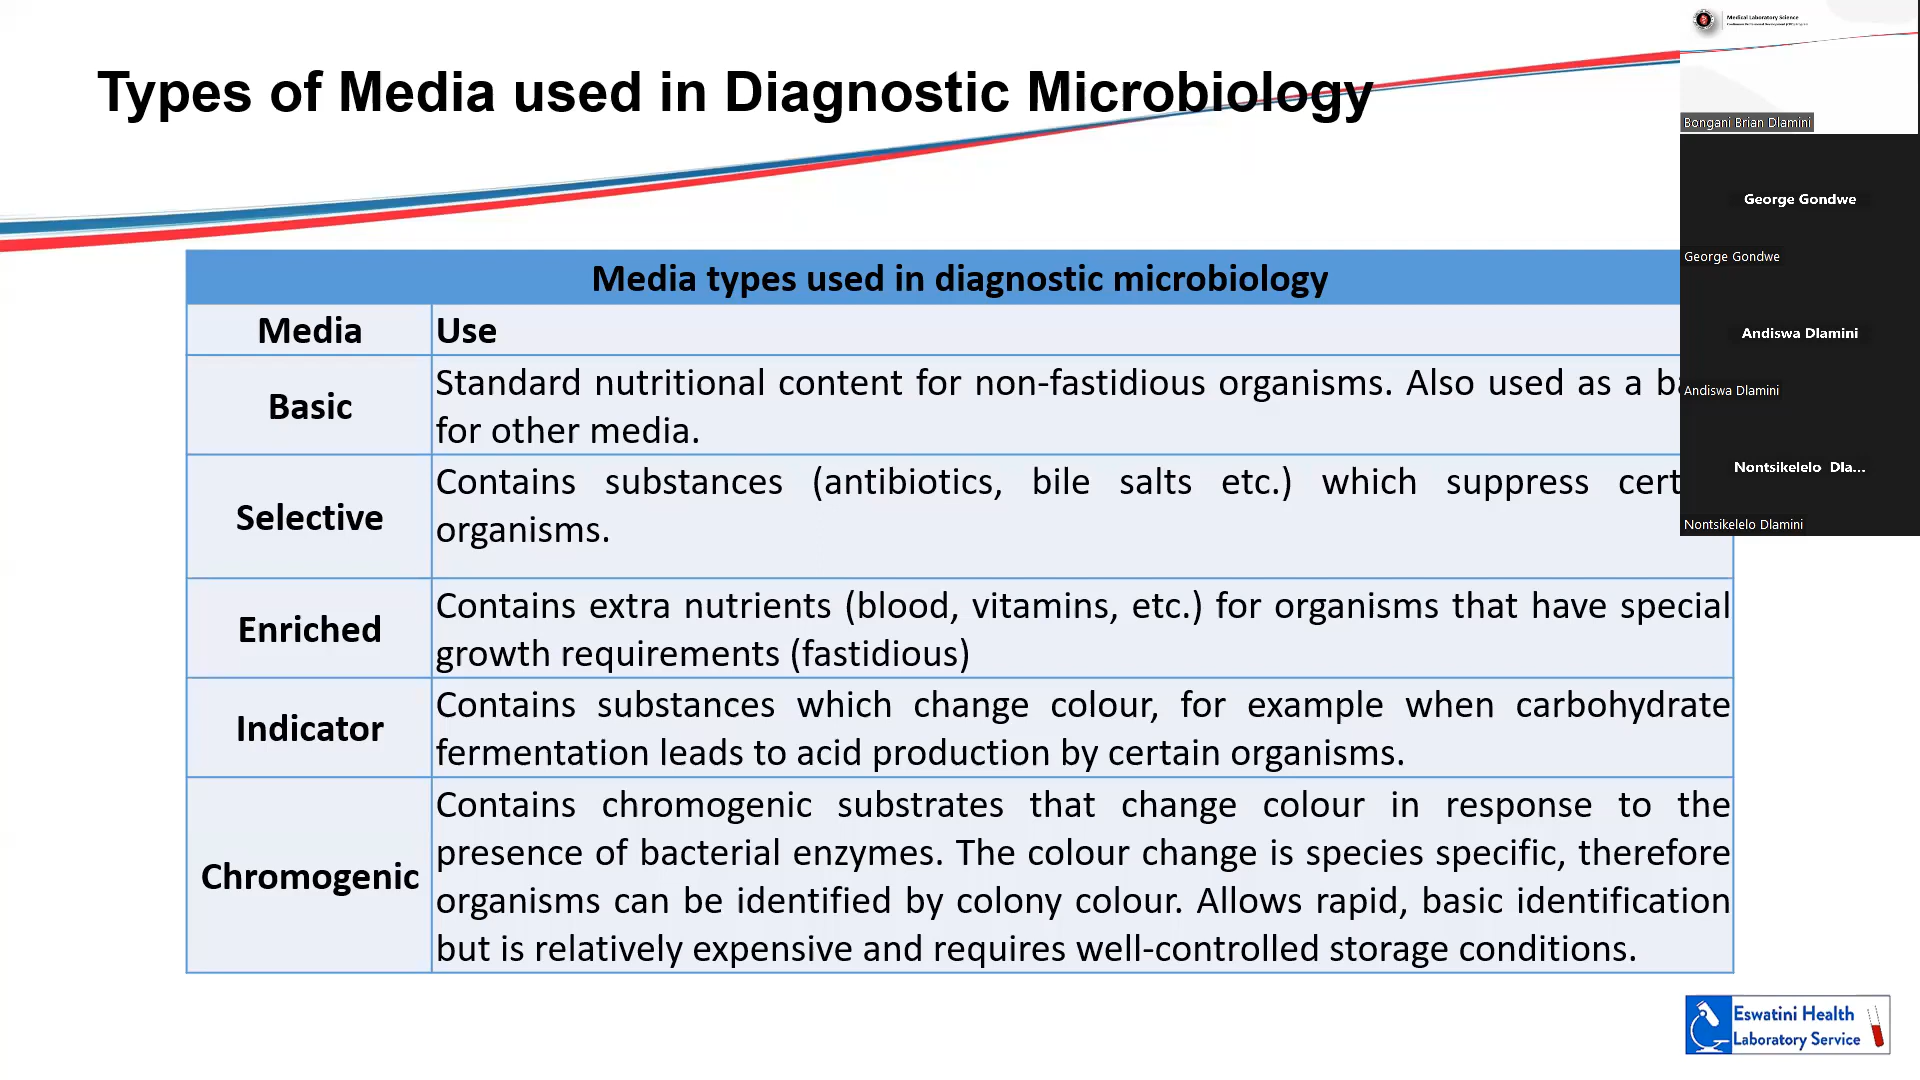 Medical Laboratory Science
Types of Media used in Diagnostic Microbiology
Bongani Brian Dlamini
George Gondwe
George Gondwe
Andiswa Dlamini
Andiswa Dlamini
Nontsikelelo Dla...
Nontsikelelo Dlamini
Media types used in diagnostic microbiology
Media
Use
Basic
Standard nutritional content for non-fastidious organisms. Also used as a
for other media.
Selective
Contains substances (antibiotics, bile salts etc.) which suppress
organisms.
Enriched
Contains extra nutrients (blood, vitamins, etc.) for organisms that have special
growth requirements (fastidious)
Indicator
Contains substances which change colour, for example when carbohydrate
fermentation leads to acid production by certain organisms.
Chromogenic
Contains chromogenic substrates that change colour in response to the
presence of bacterial enzymes. The colour change is species specific, therefore
organisms can be identified by colony colour. Allows rapid, basic identification
but is relatively expensive and requires well-controlled storage conditions.
Eswatini Health
Laboratory Service